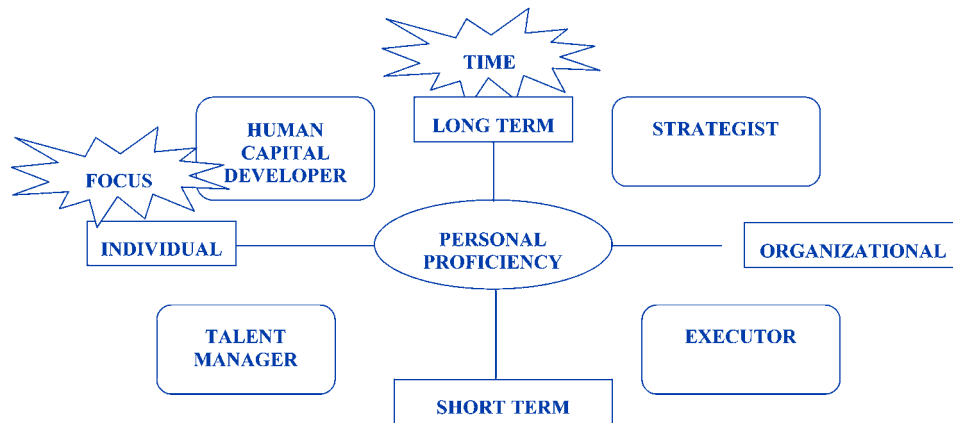 TIME
HUMAN
CAPITAL
DEVELOPER
LONG TERM
STRATEGIST
FOCUS
INDIVIDUAL
PERSONAL
PROFICIENCY
ORGANIZATIONAL
TALENT
MANAGER
EXECUTOR
SHORT TERM